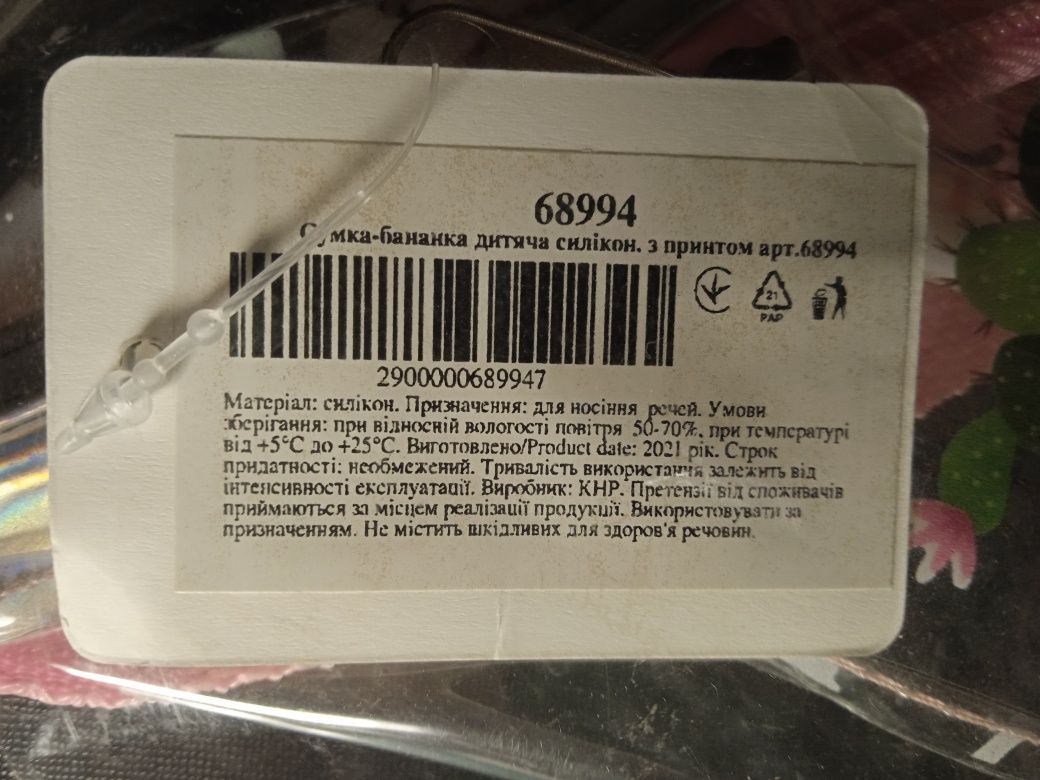 68994
Сумка-бананка дитяча силікон. з принтом арт.68994
21
PAP
2900000689947
Матеріал: силікон. Призначення: для носіння речей. Умови
зберігання: при відносній вологості повітря 50-70%, при температурі
від +5°C до +25°C. Виготовлено/Product date: 2021 рік. Строк
придатності: необмежений. Тривалість використання залежить від
інтенсивності експлуатації. Виробник: КНР. Претензії від споживачів
приймаються за місцем реалізації продукції. Використовувати за
призначенням. Не містить шкідливих для здоров'я речовин.